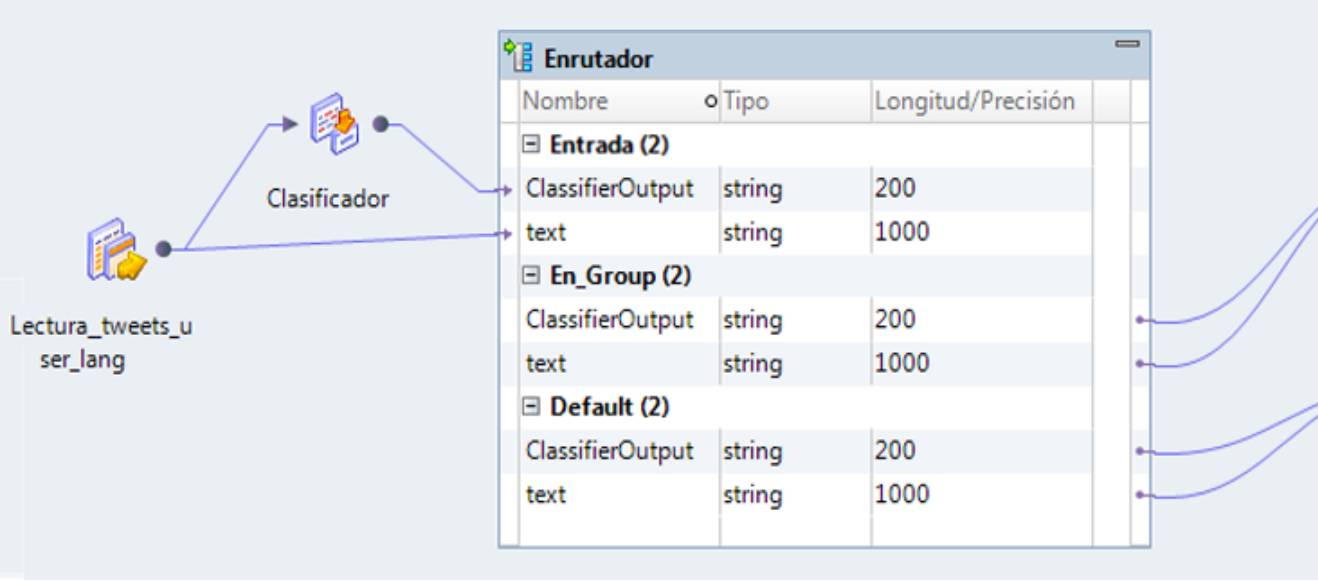 Enrutador
Nombre Tipo Longitud/Precisión
Entrada (2)
ClassifierOutput string 200
text string 1000
En_Group (2)
ClassifierOutput string 200
text string 1000
Default (2)
ClassifierOutput string 200
text string 1000
Clasificador
Lectura_tweets_u
ser_lang